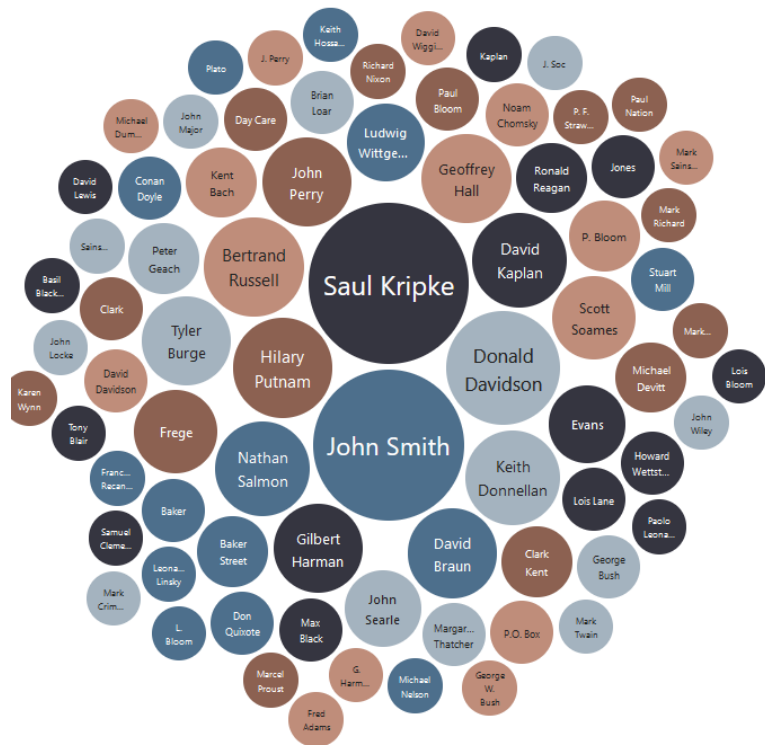 Keith
Hossa...
David
Wiggi...
J. Perry
Kaplan
J. Soc
Plato
Richard
Nixon
Brian
Loar
Paul
Bloom
Noam
Chomsky
P. F.
Straw...
Paul
Nation
Michael
Dum...
John
Major
Day Care
Ludwig
Wittge...
Geoffrey
Hall
Ronald
Reagan
Jones
Mark
Sains...
David
Lewis
Conan
Doyle
Kent
Bach
John
Perry
Mark
Richard
Sains...
Peter
Geach
Bertrand
Russell
Saul Kripke
David
Kaplan
P. Bloom
Stuart
Mill
Basil
Black...
Clark
Scott
Soames
John
Locke
Tyler
Burge
Mark...
Karen
Wynn
David
Davidson
Hilary
Putnam
Donald
Davidson
Michael
Devitt
Lois
Bloom
Tony
Blair
Frege
John Smith
Evans
John
Wiley
Franc...
Recan...
Nathan
Salmon
Keith
Donnellan
Howard
Wettst...
Baker
Lois Lane
Samuel
Cleme...
Baker
Street
Gilbert
Harman
David
Braun
Clark
Kent
Paolo
Leona...
Leona...
Linsky
George
Bush
Mark
Crim...
John
Searle
L.
Bloom
Don
Quixote
Max
Black
Margar...
Thatcher
P.O. Box
Mark
Twain
Marcel
Proust
G.
Harm...
Michael
Nelson
George
W.
Bush
Fred
Adams